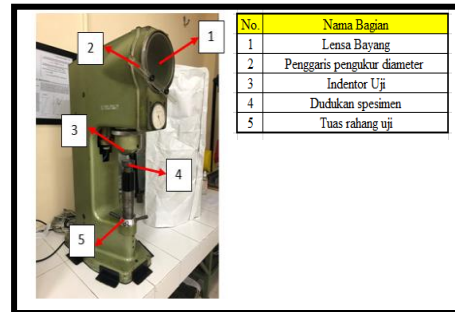 1
2
3
4
5
No. Nama Bagian
1 Lensa Bayang
2 Penggaris pengukur diameter
3 Indentor Uji
4 Dudukan spesimen
5 Tuas rahang uji